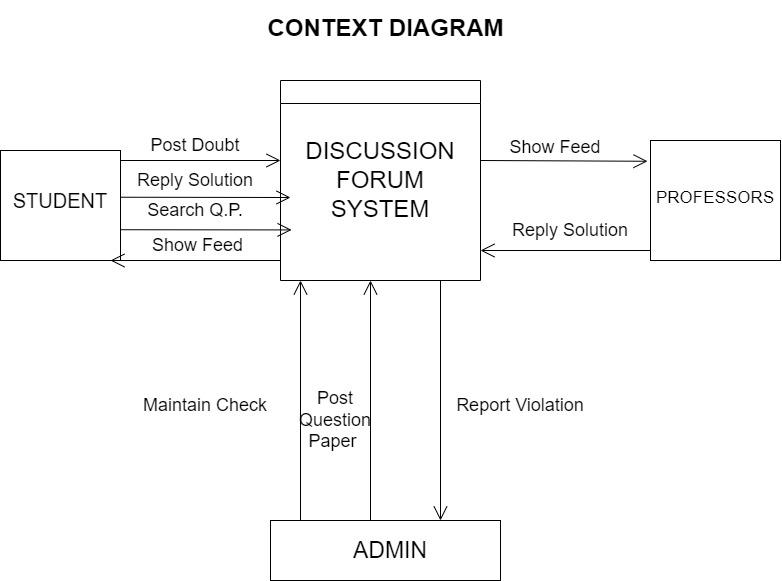 CONTEXT DIAGRAM
Post Doubt
Reply Solution
Search Q.P.
Show Feed
STUDENT
DISCUSSION
FORUM
SYSTEM
Show Feed
Reply Solution
PROFESSORS
Maintain Check
Post
Question
Paper
Report Violation
ADMIN